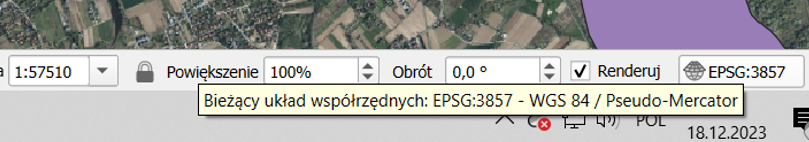 a 1:57510 Powiększenie 100% Obrót 0,0 ° Renderuj EPSG:3857
Bieżący układ współrzędnych: EPSG:3857 - WGS 84 / Pseudo-Mercator
POL
18.12.2023